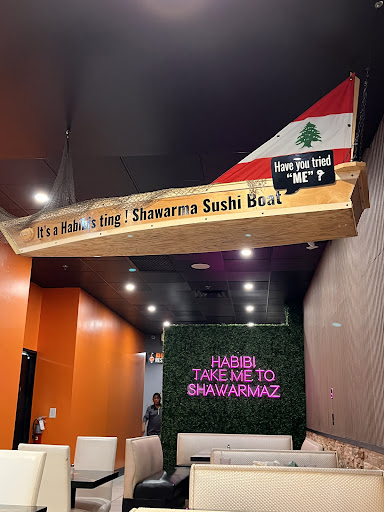 Have you tried
"ME" ?
It's a Habibi's ting ! Shawarma Sushi Boat
HABIBI
TAKE ME TO
SHAWARMAZ